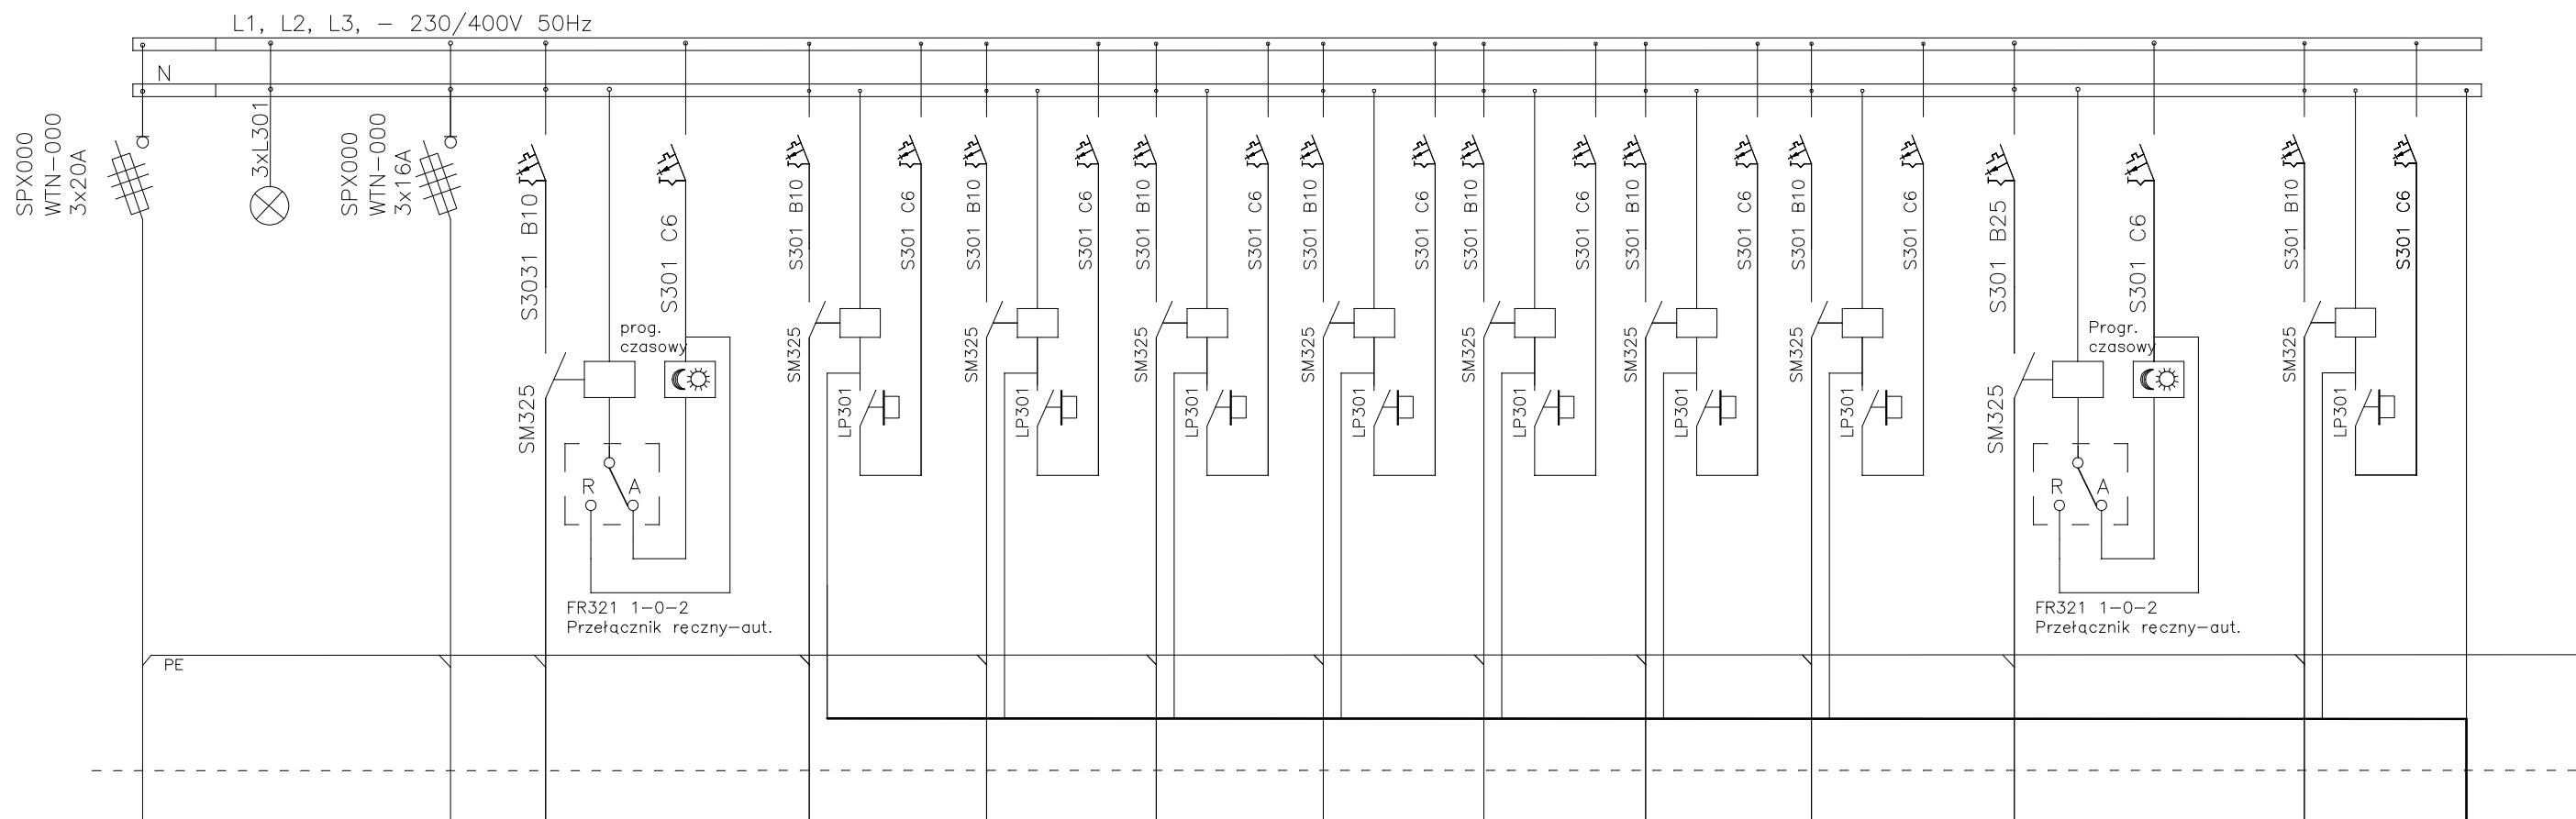 L1, L2, L3, - 230/400V 50Hz
N
SPX000
WTN-000
3x20A
3xL301
SPX000
WTN-000
3x16A
S3031 B10
S301 C6
prog.
czasowy
SM325
R A
FR321 1-0-2
Przełącznik ręczny-aut.
S301 B10
S301 C6
SM325
LP301
S301 B10
S301 C6
SM325
LP301
S301 B10
S301 C6
SM325
LP301
S301 B10
S301 C6
SM325
LP301
S301 B10
S301 C6
SM325
LP301
S301 B10
S301 C6
SM325
LP301
S301 B10
S301 C6
SM325
LP301
S301 B25
S301 C6
Progr.
czasowy
SM325
R A
FR321 1-0-2
Przełącznik ręczny-aut.
S301 B10
S301 C6
SM325
LP301
PE